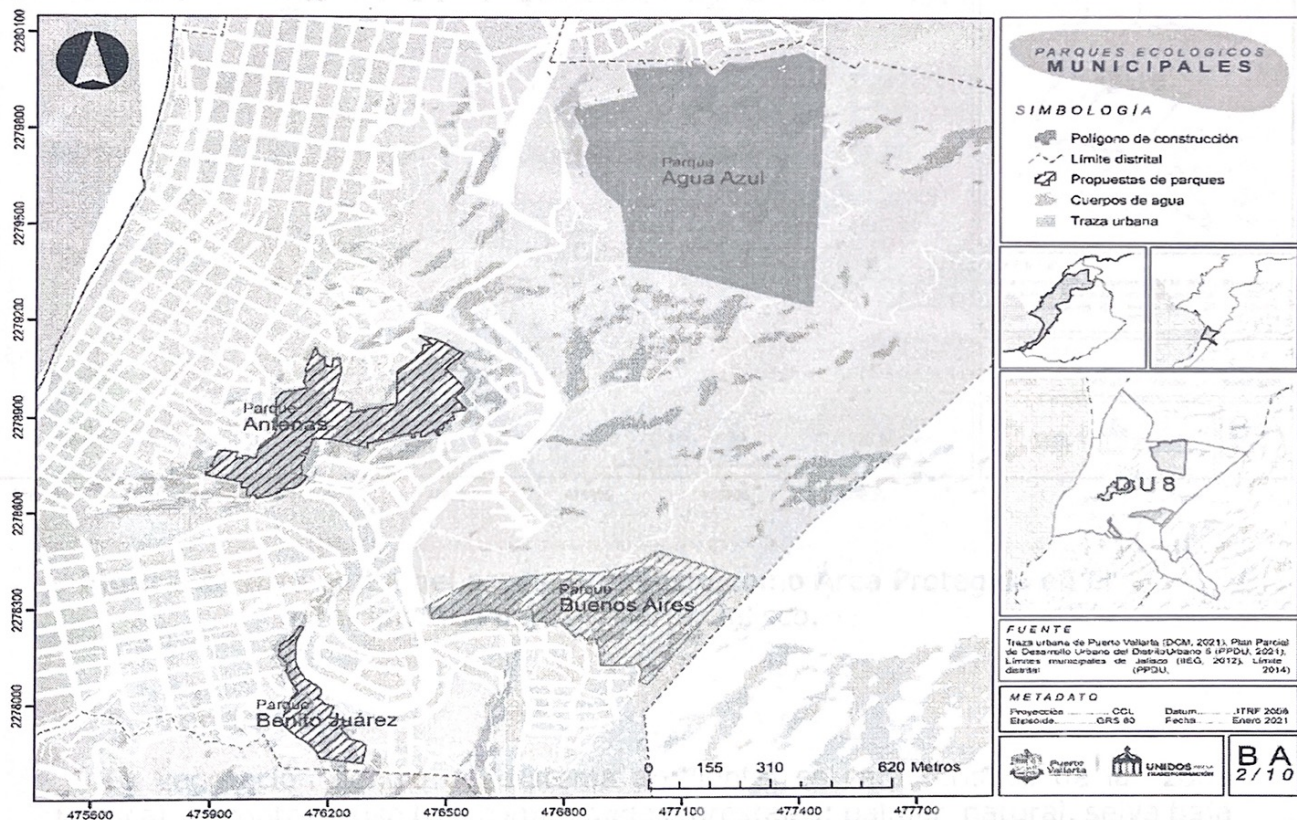 PARQUES ECOLOGICOS
MUNICIPALES
SIMBOLOGÍA
Polígono de construcción
Límite distrital
Propuestas de parques
Cuerpos de agua
Traza urbana
Parque
Agua Azul
Parque
Antenas
Parque
Buenos Aires
Parque
Benito Juárez
DU8
FUENTE
Traza urbana de Puerto Vallarta (DCM, 2021), Plan Parcial
de Desarrollo Urbano del Distrito Urbano 8 (PPDU, 2021),
Límites municipales de Jalisco (IIEG, 2012), Límite
distrital (PPDU, 2014)
METADATO
Proyección ........ CCL Datum ...... ITRF 2008
Elipsoide ........ GRS 80 Fecha ...... Enero 2021
Puerto
Vallarta
UNIDOS
TRANSFORMACIÓN
BA
2/10
0 155 310 620 Metros
2280100
2279800
2279500
2279200
2278900
2278600
2278300
2278000
475600 475900 476200 476500 476800 477100 477400 477700